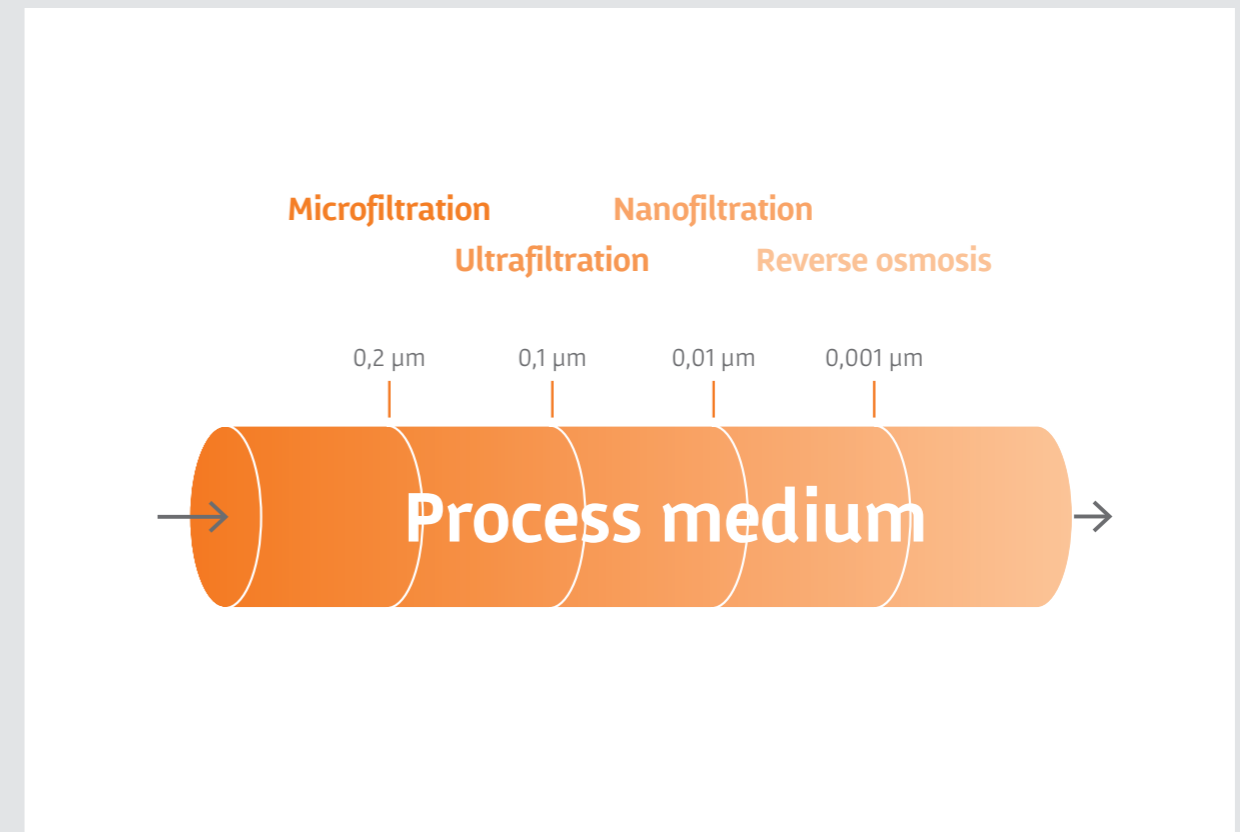 Microfiltration Nanofiltration
Ultrafiltration Reverse osmosis
0,2 µm 0,1 µm 0,01 µm 0,001 µm
Process medium